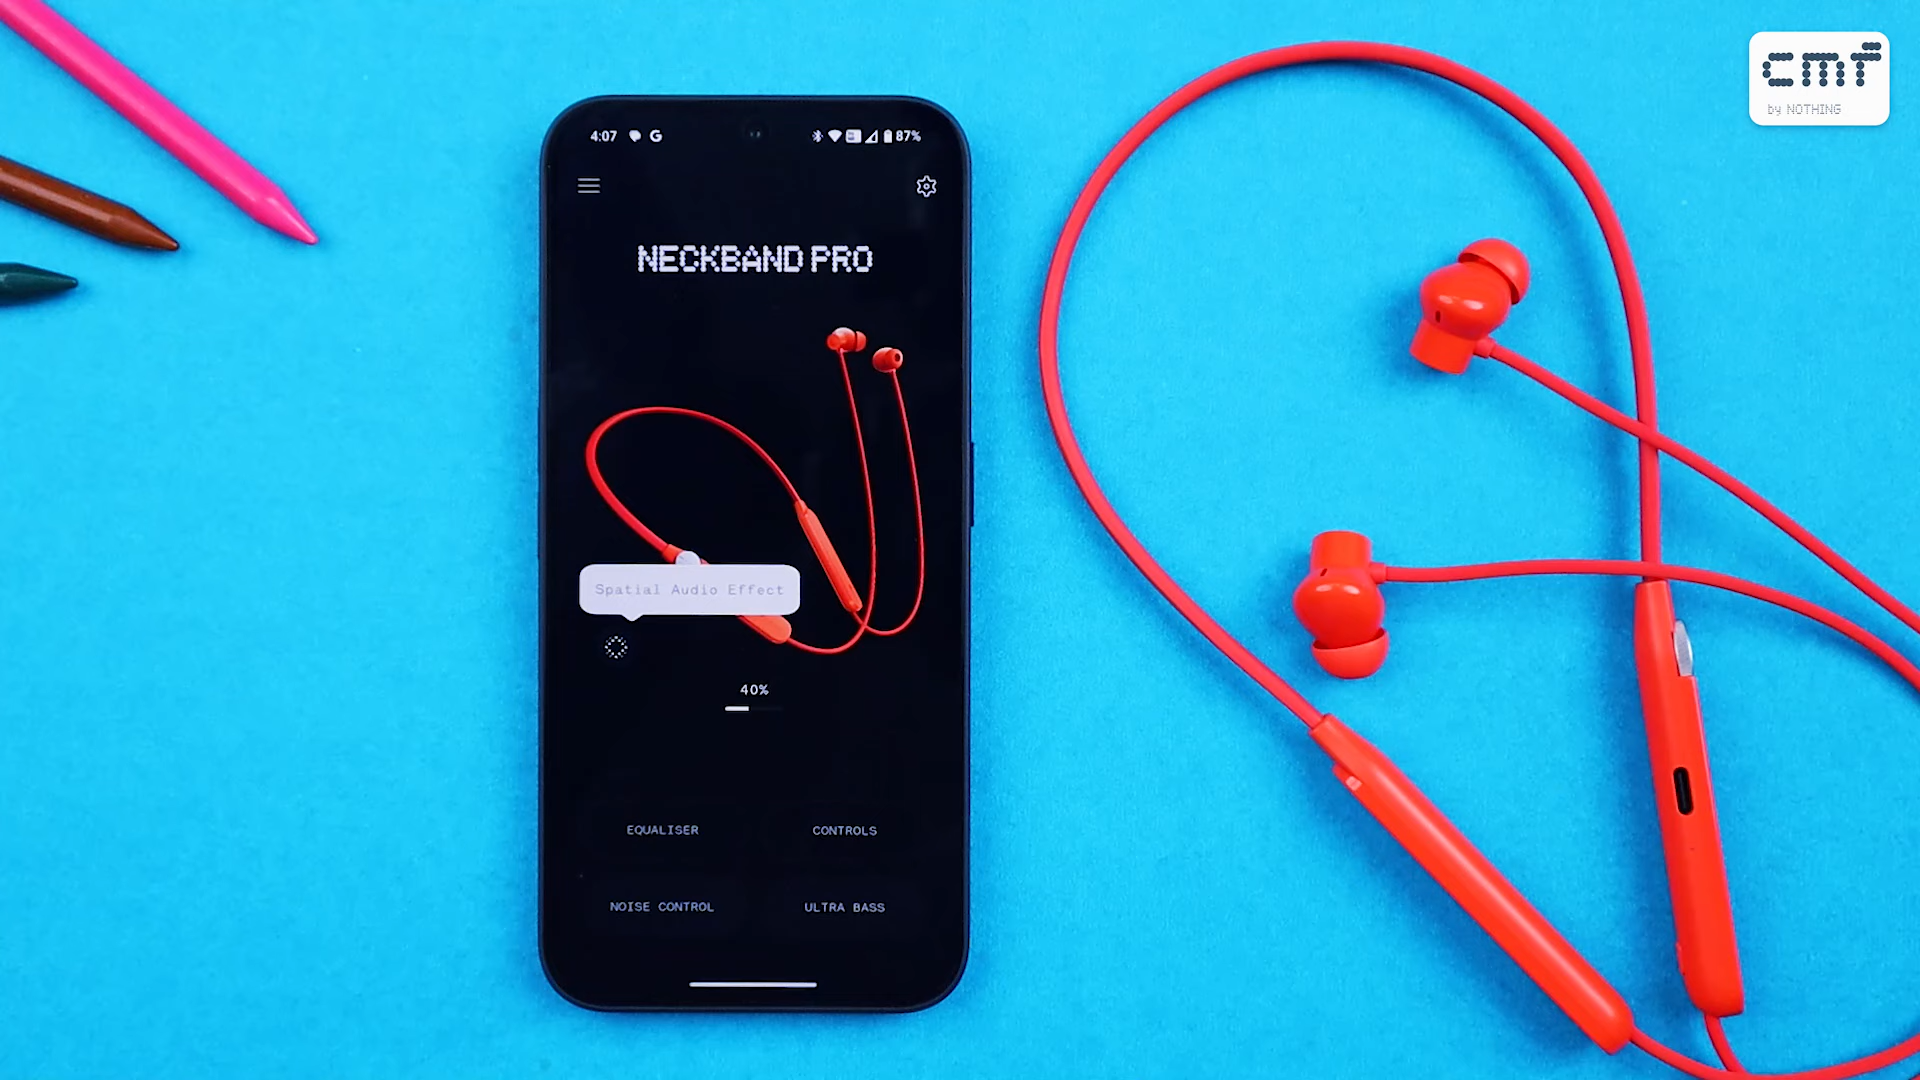 cmf
by NOTHING
4:07 G 87%
NECKBAND PRO
Spatial Audio Effect
40%
EQUALISER CONTROLS
NOISE CONTROL ULTRA BASS